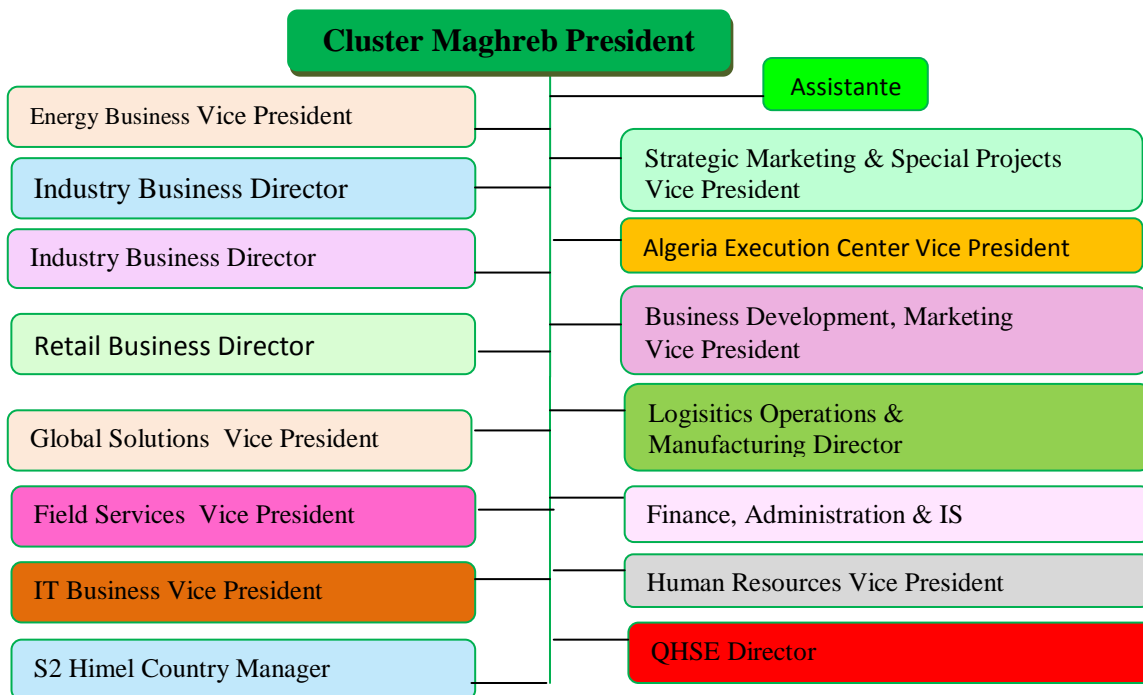 Cluster Maghreb President
Assistante
Energy Business Vice President
Industry Business Director
Industry Business Director
Retail Business Director
Global Solutions Vice President
Field Services Vice President
IT Business Vice President
S2 Himel Country Manager
Strategic Marketing & Special Projects
Vice President
Algeria Execution Center Vice President
Business Development, Marketing
Vice President
Logisitics Operations &
Manufacturing Director
Finance, Administration & IS
Human Resources Vice President
QHSE Director